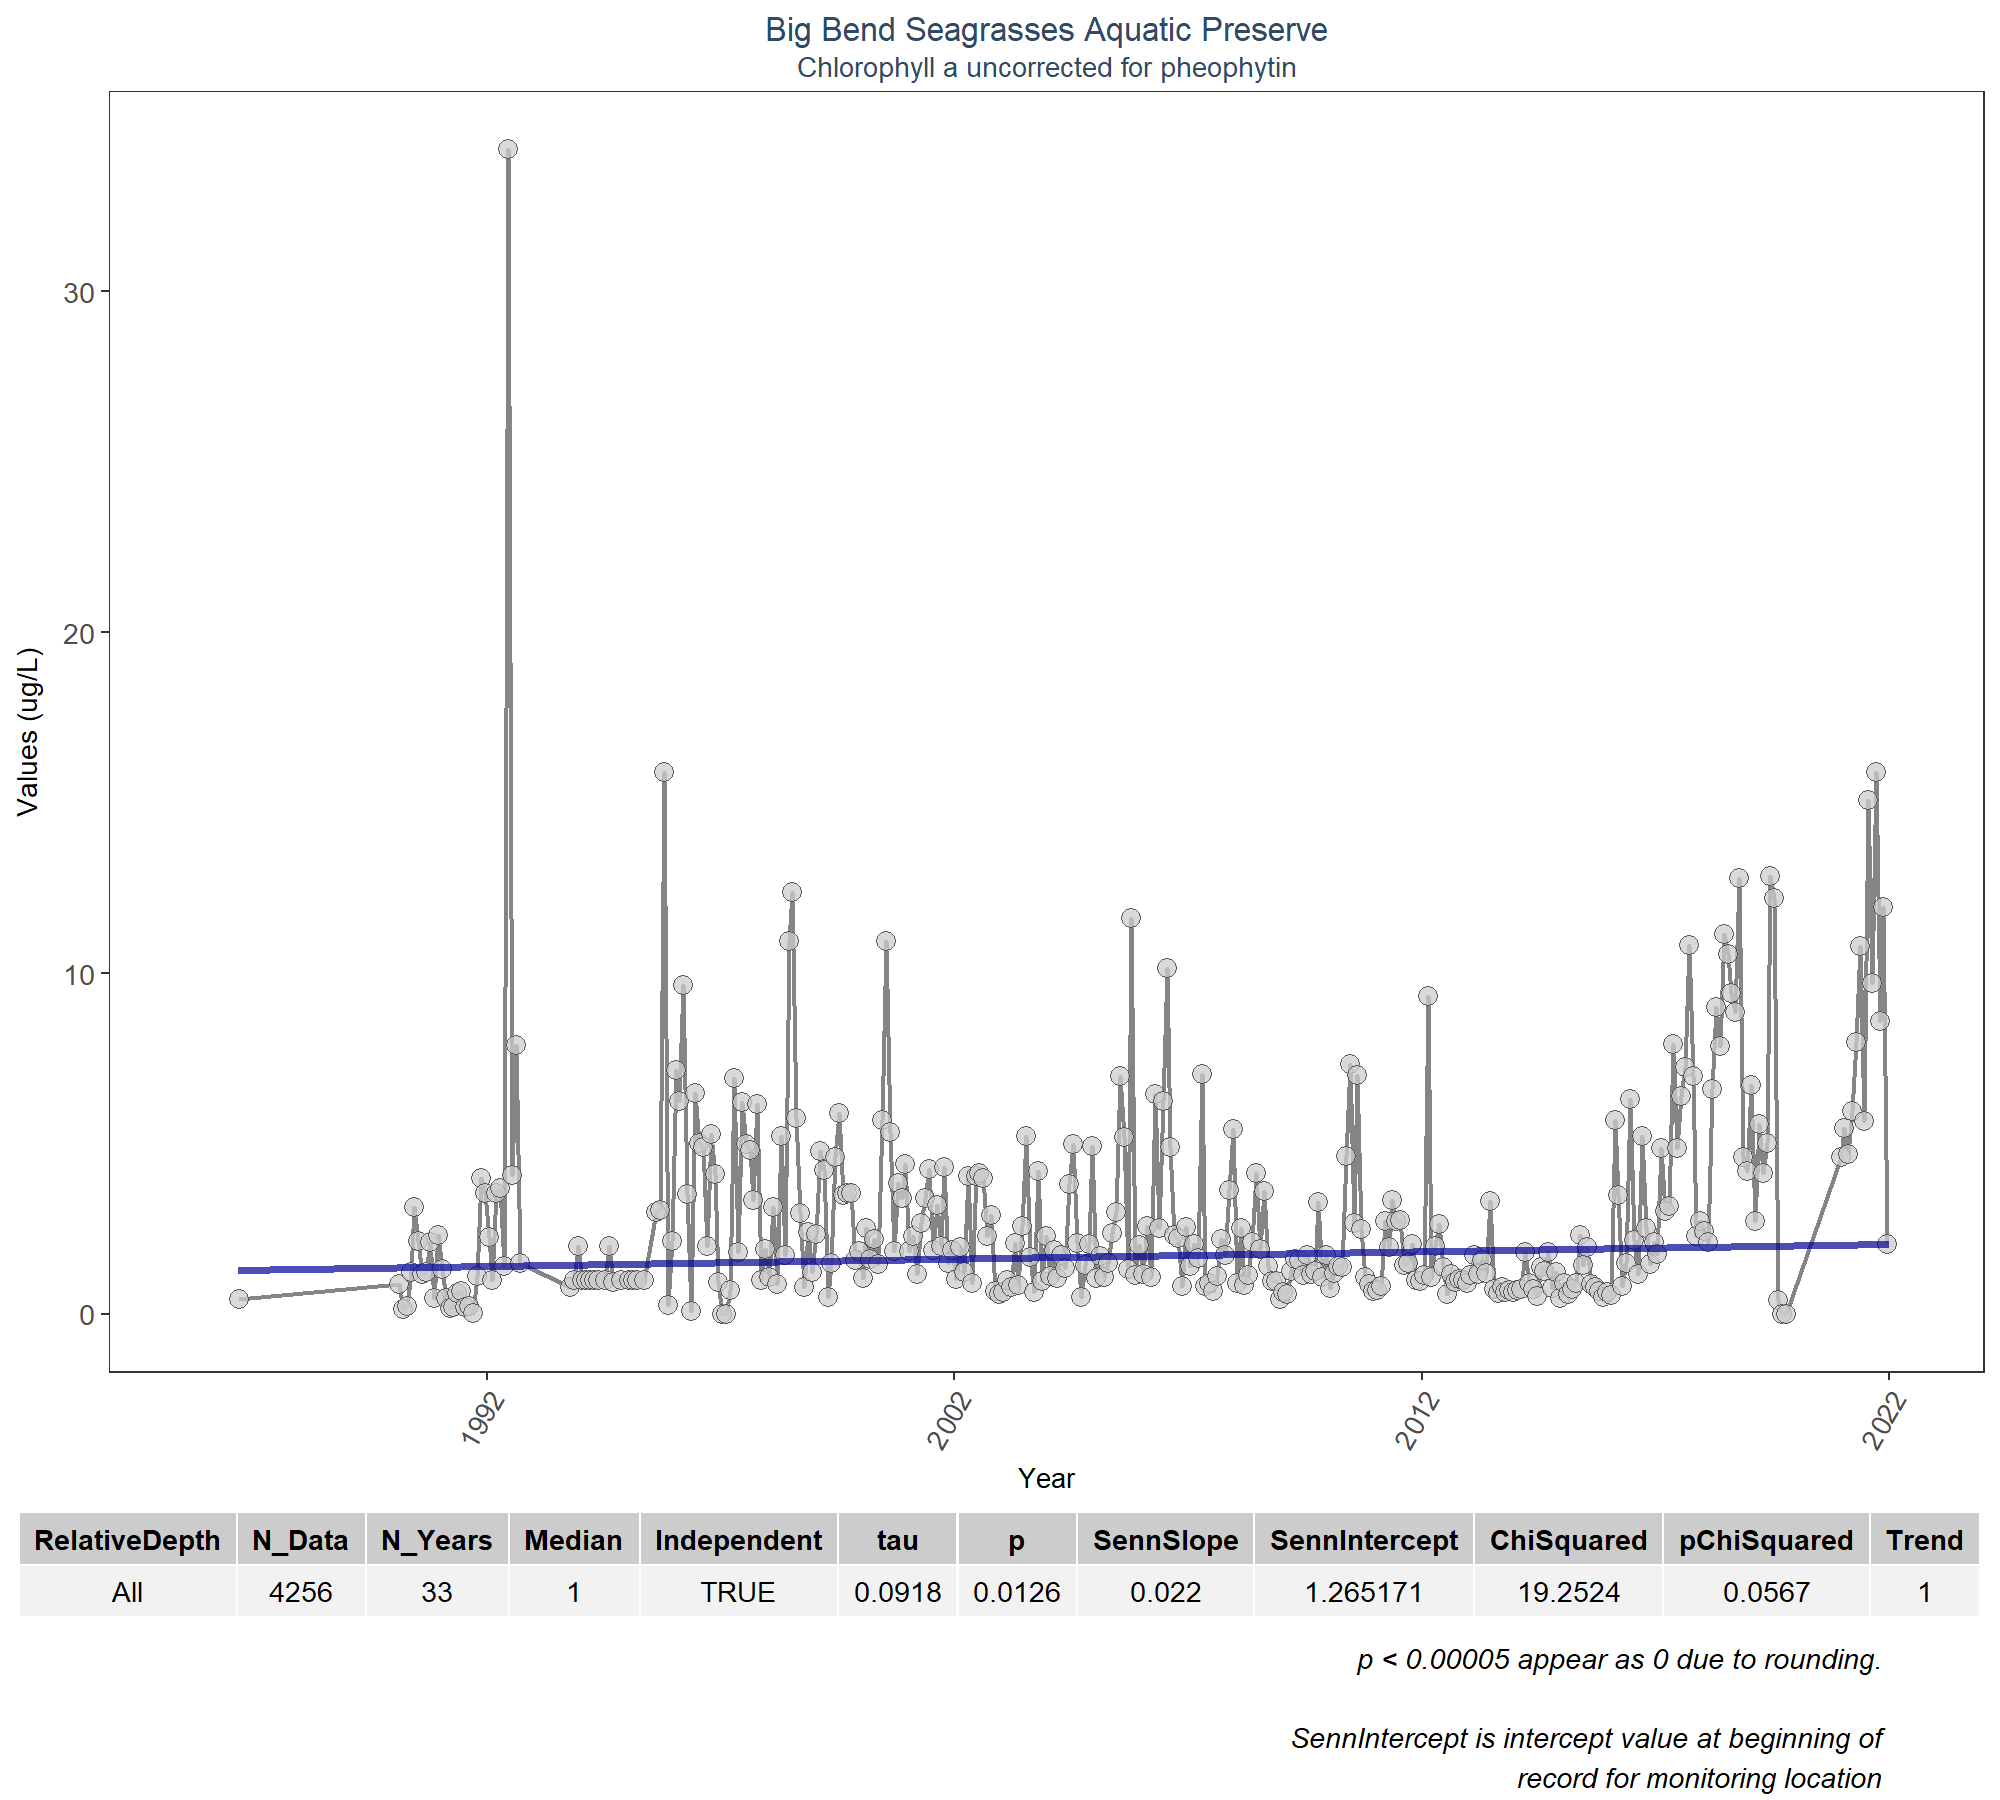 Big Bend Seagrasses Aquatic Preserve
Chlorophyll a uncorrected for pheophytin
30
20
10
0
Values (ug/L)
1992
2002
2012
2022
Year
RelativeDepth N_Data N_Years Median Independent tau p SennSlope SennIntercept ChiSquared pChiSquared Trend
All 4256 33 1 TRUE 0.0918 0.0126 0.022 1.265171 19.2524 0.0567 1
p < 0.00005 appear as 0 due to rounding.
SennIntercept is intercept value at beginning of
record for monitoring location